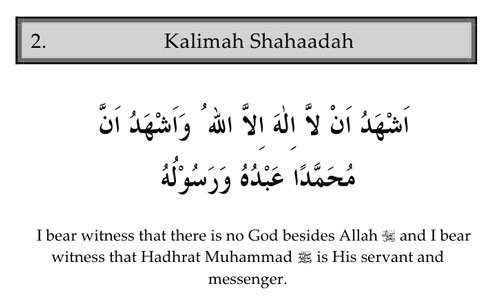 2. Kalimah Shahaadah
اَشْهَدُ اَنْ لاَّ اِلٰهَ اِلاَّ اللهُ وَاَشْهَدُ اَنَّ
مُحَمَّدًا عَبْدُهُ وَرَسُوْلُهُ
I bear witness that there is no God besides Allah ﷻ and I bear
witness that Hadhrat Muhammad ﷺ is His servant and
messenger.